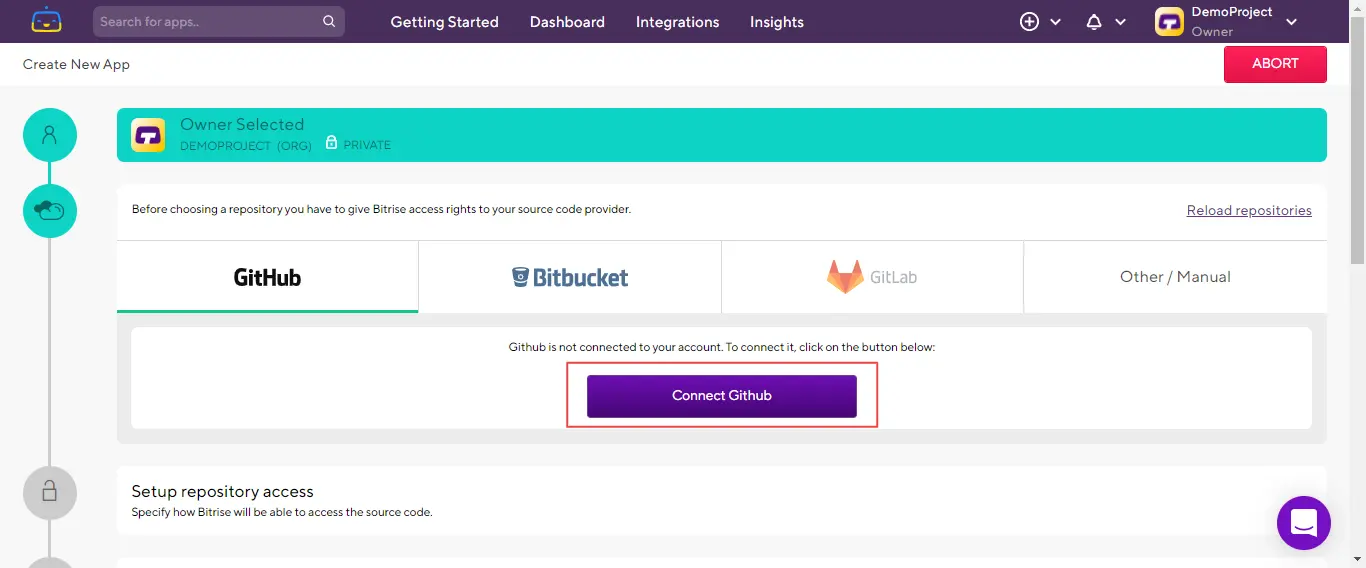 Search for apps..
Getting Started
Dashboard
Integrations
Insights
DemoProject
Owner
Create New App
ABORT
Owner Selected
DEMOPROJECT (ORG)
PRIVATE
Before choosing a repository you have to give Bitrise access rights to your source code provider.
Reload repositories
GitHub
Bitbucket
GitLab
Other / Manual
Github is not connected to your account. To connect it, click on the button below:
Connect Github
Setup repository access
Specify how Bitrise will be able to access the source code.